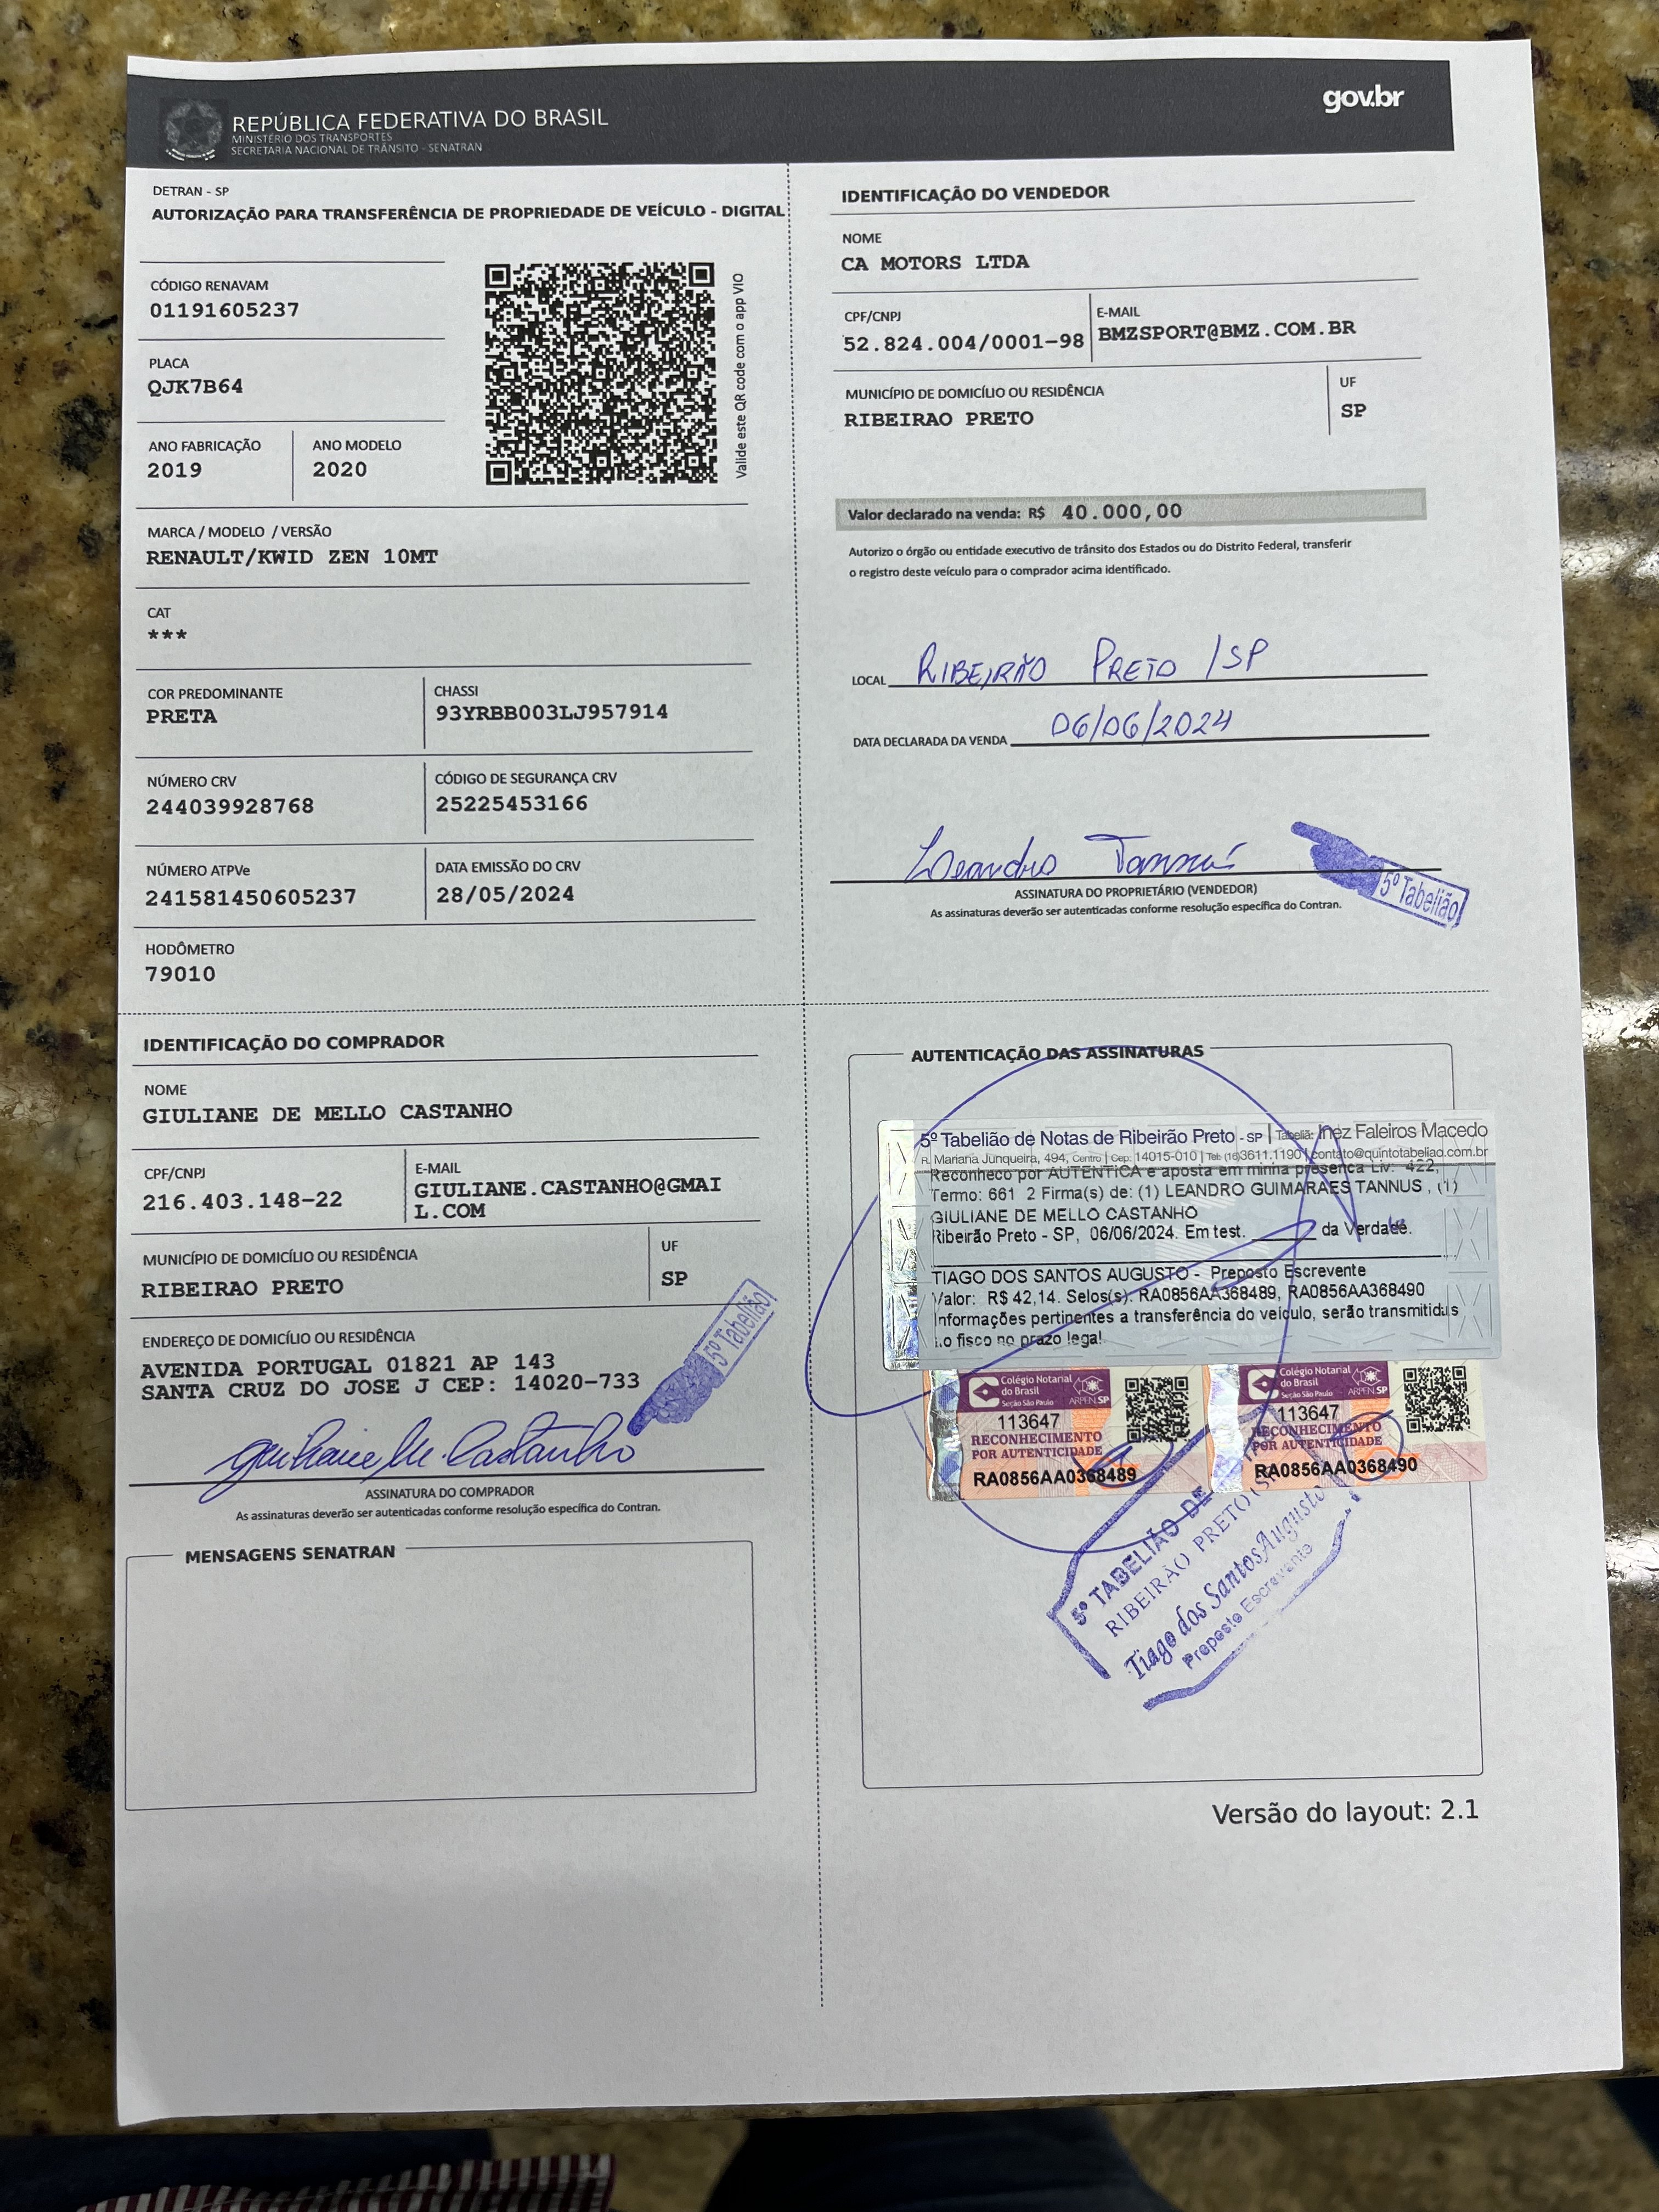 REPÚBLICA FEDERATIVA DO BRASIL
MINISTÉRIO DOS TRANSPORTES
SECRETARIA NACIONAL DE TRÂNSITO - SENATRAN
gov.br
DETRAN - SP
AUTORIZAÇÃO PARA TRANSFERÊNCIA DE PROPRIEDADE DE VEÍCULO - DIGITAL
CÓDIGO RENAVAM
01191605237
PLACA
QJK7B64
ANO FABRICAÇÃO ANO MODELO
2019 2020
Valide este QR code com o app VIO
MARCA / MODELO / VERSÃO
RENAULT/KWID ZEN 10MT
CAT
***
COR PREDOMINANTE CHASSI
PRETA 93YRBB003LJ957914
NÚMERO CRV CÓDIGO DE SEGURANÇA CRV
244039928768 25225453166
NÚMERO ATPVe DATA EMISSÃO DO CRV
241581450605237 28/05/2024
HODÔMETRO
79010
IDENTIFICAÇÃO DO VENDEDOR
NOME
CA MOTORS LTDA
CPF/CNPJ E-MAIL
52.824.004/0001-98 BMZSPORT@BMZ.COM.BR
MUNICÍPIO DE DOMICÍLIO OU RESIDÊNCIA UF
RIBEIRAO PRETO SP
Valor declarado na venda: R$ 40.000,00
Autorizo o órgão ou entidade executivo de trânsito dos Estados ou do Distrito Federal, transferir
o registro deste veículo para o comprador acima identificado.
LOCAL RIBEIRÃO PRETO /SP
DATA DECLARADA DA VENDA 06/06/2024
Leandro Tannus
5º Tabelião
ASSINATURA DO PROPRIETÁRIO (VENDEDOR)
As assinaturas deverão ser autenticadas conforme resolução específica do Contran.
IDENTIFICAÇÃO DO COMPRADOR
NOME
GIULIANE DE MELLO CASTANHO
CPF/CNPJ E-MAIL
216.403.148-22 GIULIANE.CASTANHO@GMAI
L.COM
MUNICÍPIO DE DOMICÍLIO OU RESIDÊNCIA UF
RIBEIRAO PRETO SP
ENDEREÇO DE DOMICÍLIO OU RESIDÊNCIA
AVENIDA PORTUGAL 01821 AP 143
SANTA CRUZ DO JOSE J CEP: 14020-733
5º Tabelião
Giuliane M. Castanho
ASSINATURA DO COMPRADOR
As assinaturas deverão ser autenticadas conforme resolução específica do Contran.
MENSAGENS SENATRAN
AUTENTICAÇÃO DAS ASSINATURAS
5º Tabelião de Notas de Ribeirão Preto - SP | Tabeliã: Inez Faleiros Macedo
R. Mariana Junqueira, 494, Centro | Cep: 14015-010 | Tel: (16)3611.1190 | contato@quintotabeliao.com.br
Reconheco por AUTENTICA e aposta em minha presenca Liv: 422,
Termo: 661 2 Firma(s) de: (1) LEANDRO GUIMARAES TANNUS , (1)
GIULIANE DE MELLO CASTANHO
Ribeirão Preto - SP, 06/06/2024. Em test. ______ da Verdade.
TIAGO DOS SANTOS AUGUSTO - Preposto Escrevente
Valor: R$ 42,14. Selos(s): RA0856AA368489, RA0856AA368490
Informações pertinentes a transferência do veículo, serão transmitidas
ao fisco no prazo legal.
Colégio Notarial
do Brasil
Seção São Paulo ARPEN.SP
113647
RECONHECIMENTO
POR AUTENTICIDADE
RA0856AA0368489
Colégio Notarial
do Brasil
Seção São Paulo ARPEN.SP
113647
RECONHECIMENTO
POR AUTENTICIDADE
RA0856AA0368490
5º TABELIÃO DE
RIBEIRÃO PRETO
Tiago dos Santos Augusto
Preposto Escrevente
Versão do layout: 2.1